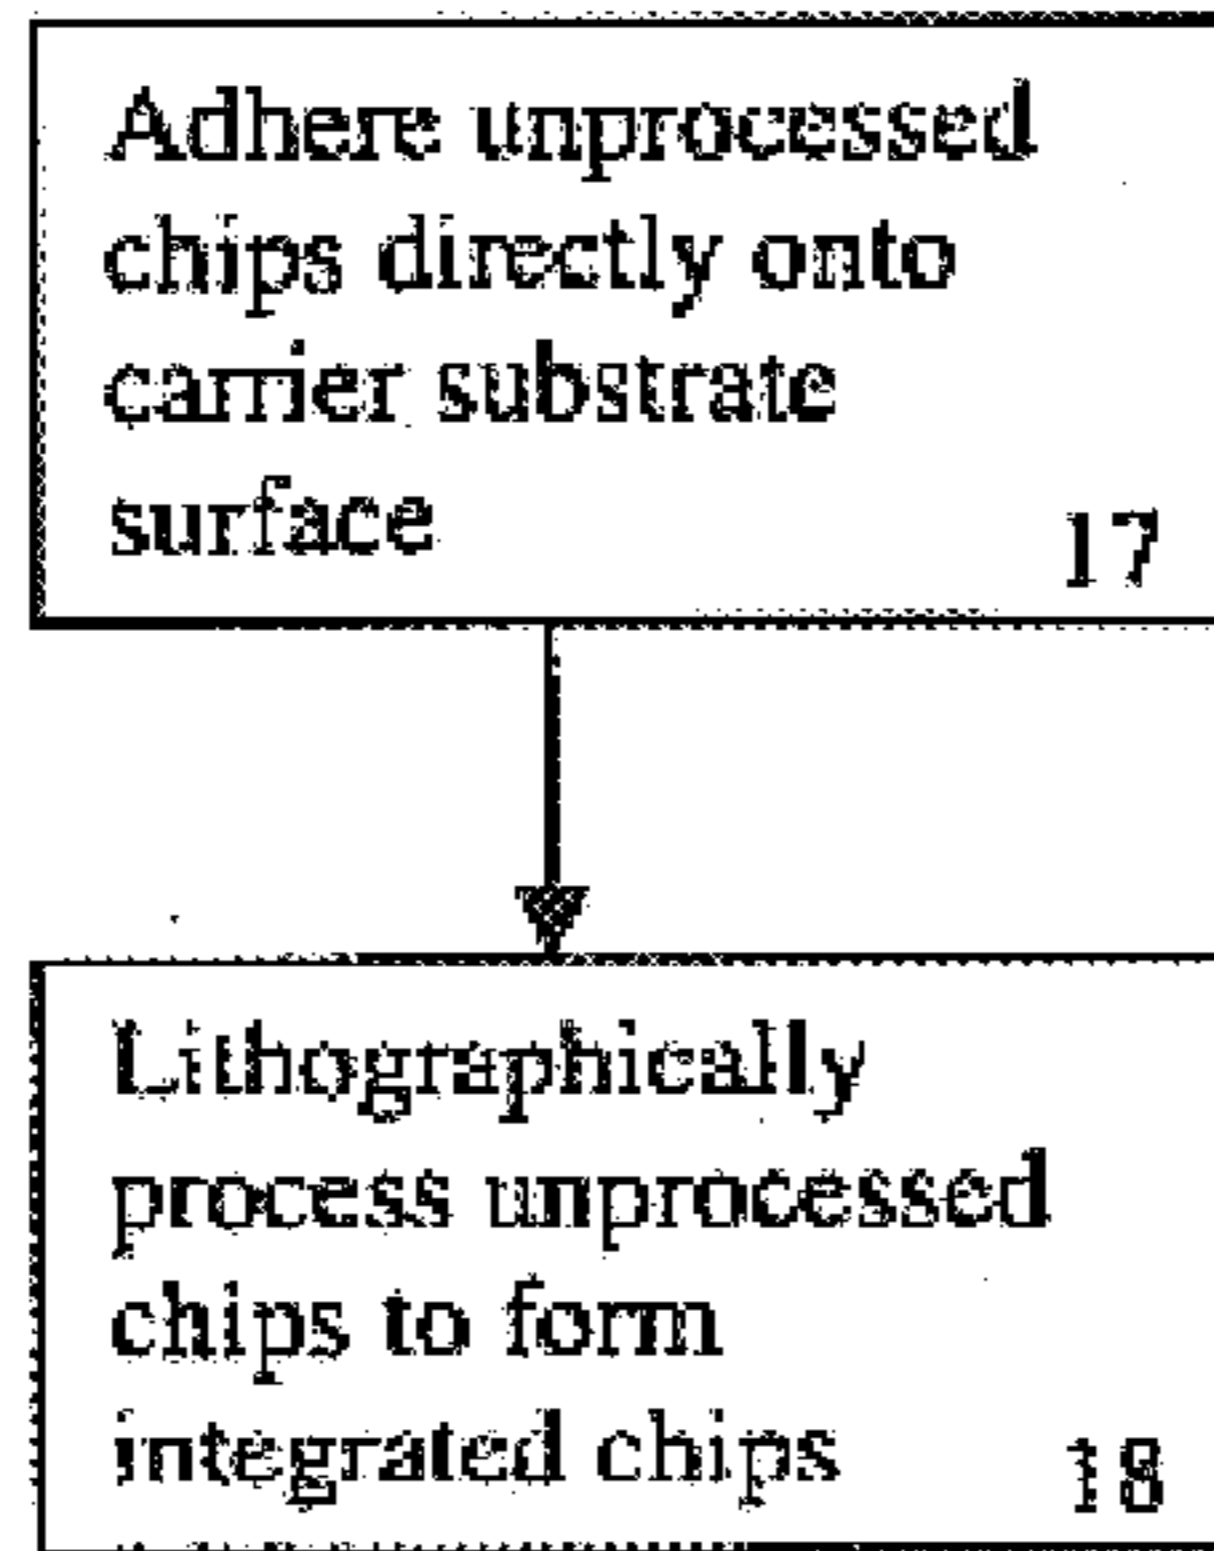 Adhere unprocessed
chips directly onto
carrier substrate
surface
17
Lithographically
process unprocessed
chips to form
integrated chips
18